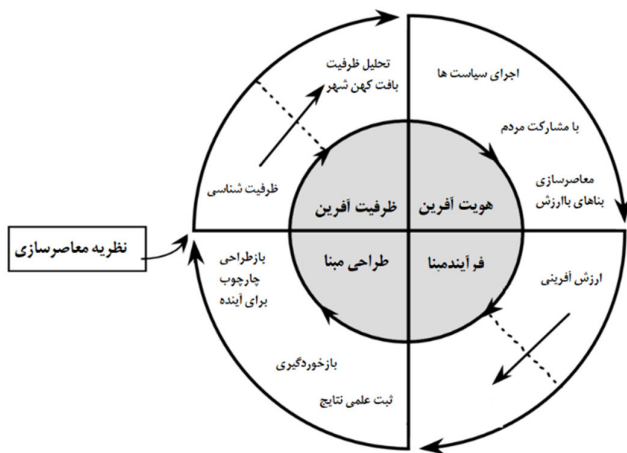 تحلیل ظرفیت
بافت کهن شهر
ظرفیت شناسی
ظرفیت آفرین
اجرای سیاست ها
با مشارکت مردم
معاصرسازی
بناهای باارزش
هویت آفرین
نظریه معاصرسازی
فرآیندمبنا
ارزش آفرینی
طراحی مبنا
بازطراحی
چارچوب
برای آینده
بازخوردگیری
ثبت علمی نتایج